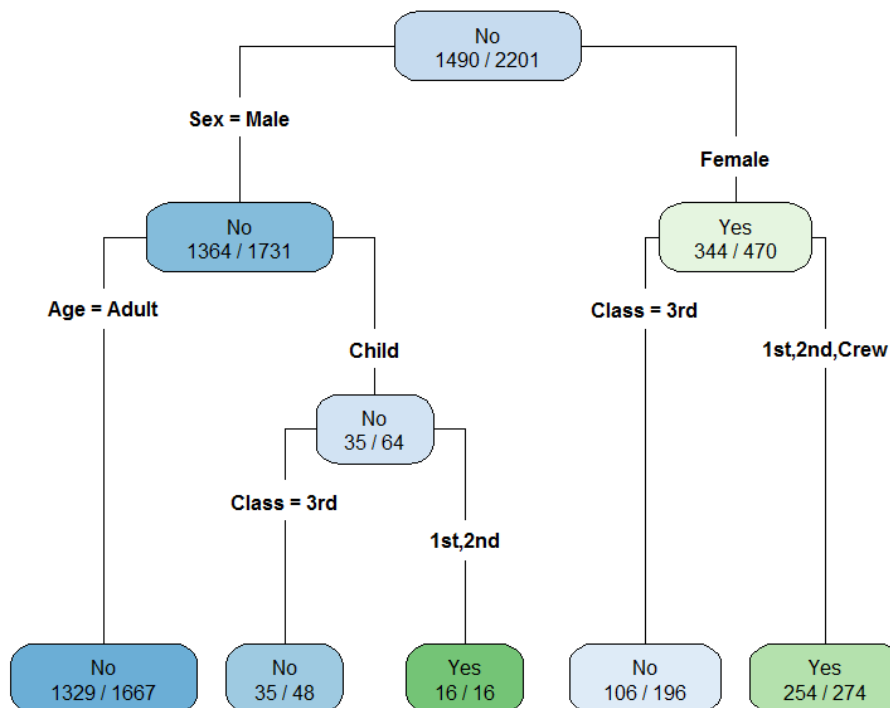 No
1490 / 2201
Sex = Male
Female
No
1364 / 1731
Yes
344 / 470
Age = Adult
Class = 3rd
Child
1st,2nd,Crew
No
35 / 64
Class = 3rd
1st,2nd
No
1329 / 1667
No
35 / 48
Yes
16 / 16
No
106 / 196
Yes
254 / 274